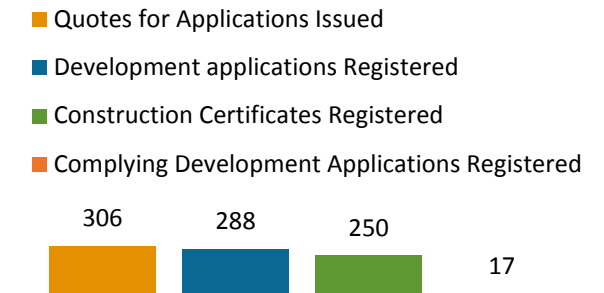 Quotes for Applications Issued
Development applications Registered
Construction Certificates Registered
Complying Development Applications Registered
306 288 250 17